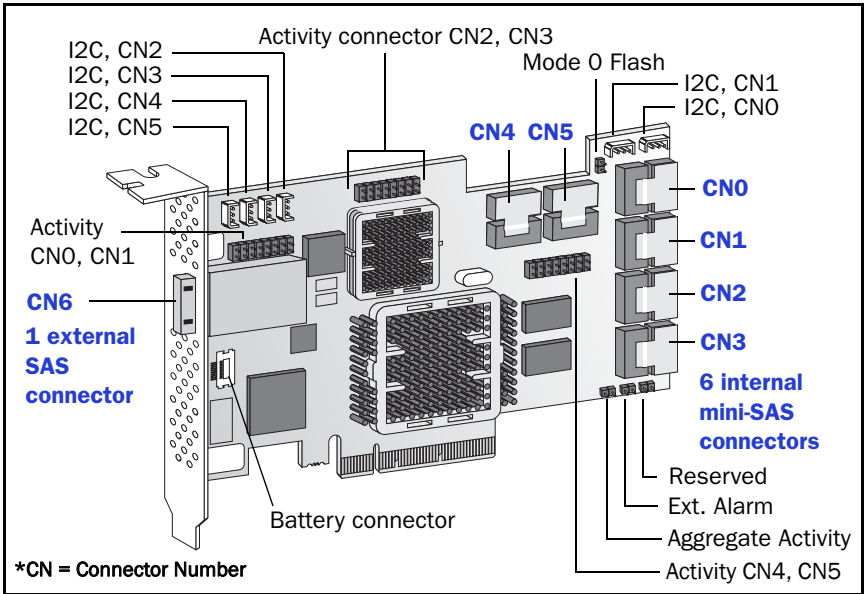 Activity connector CN2, CN3
I2C, CN2
I2C, CN3
I2C, CN4
I2C, CN5
Mode 0 Flash
I2C, CN1
I2C, CN0
CN4 CN5
CN0
CN1
CN2
CN3
Activity
CN0, CN1
CN6
1 external
SAS
connector
6 internal
mini-SAS
connectors
Reserved
Ext. Alarm
Aggregate Activity
Activity CN4, CN5
Battery connector
*CN = Connector Number